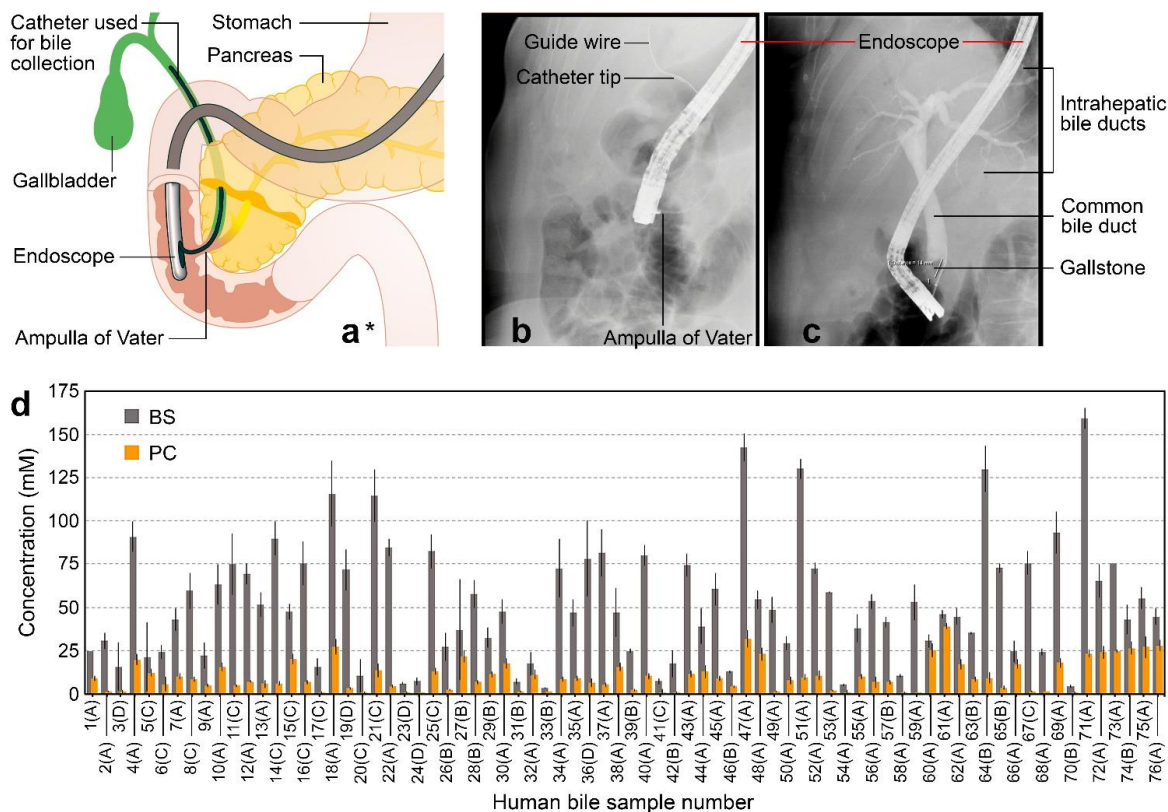 Catheter used
for bile
collection
Stomach
Pancreas
Gallbladder
Endoscope
Ampulla of Vater
a*
Guide wire
Catheter tip
Endoscope
Ampulla of Vater
b
Intrahepatic
bile ducts
Common
bile duct
Gallstone
c
d
BS
PC
Concentration (mM)
175
150
125
100
75
50
25
0
1(A)
2(A)
3(D)
4(A)
5(C)
6(C)
7(A)
8(C)
9(A)
10(A)
11(C)
12(A)
13(A)
14(C)
15(C)
16(C)
17(C)
18(A)
19(D)
20(C)
21(C)
22(A)
23(D)
24(D)
25(C)
26(B)
27(B)
28(B)
29(B)
30(A)
31(B)
32(A)
33(B)
34(A)
35(A)
36(D)
37(A)
38(A)
39(B)
40(A)
41(C)
42(B)
43(A)
44(A)
45(A)
46(B)
47(A)
48(A)
49(A)
50(A)
51(A)
52(A)
53(A)
54(A)
55(A)
56(A)
57(B)
58(A)
59(A)
60(A)
61(A)
62(A)
63(B)
64(B)
65(B)
66(A)
67(C)
68(A)
69(A)
70(B)
71(A)
72(A)
73(A)
74(B)
75(A)
76(A)
Human bile sample number